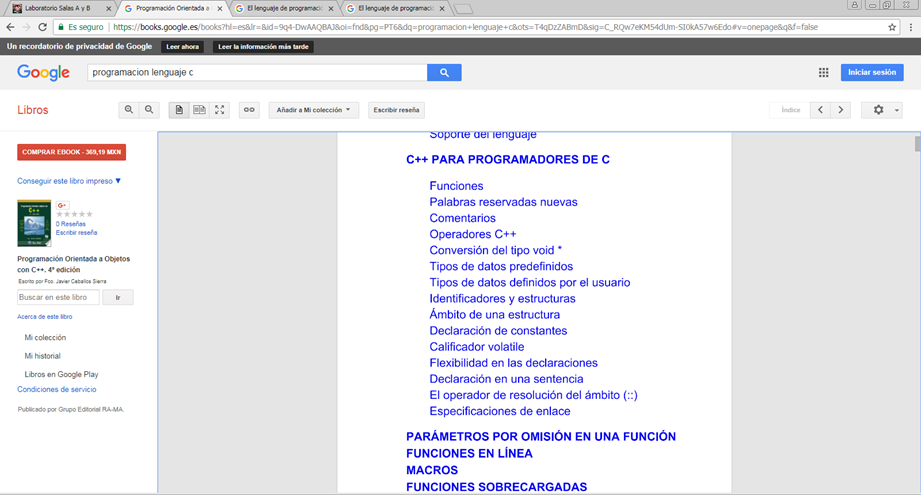 Laboratorio Salas A y B
Programación Orientada a
El lenguaje de programaci
El lenguaje de programaci
Es seguro
https://books.google.es/books?hl=es&lr=&id=9q4-DwAAQBAJ&oi=fnd&pg=PT6&dq=programacion+lenguaje+c&ots=T4qDzZABmD&sig=C_RQw7eKM54dUm-SI0kA57w6Edo#v=onepage&q&f=false
Un recordatorio de privacidad de Google
Leer ahora
Leer la información más tarde
Google
programacion lenguaje c
Iniciar sesión
Libros
Añadir a Mi colección
Escribir reseña
Índice
COMPRAR EBOOK - 369,19 MXN
Conseguir este libro impreso ▼
G+
0 Reseñas
Escribir reseña
Programación Orientada a Objetos
con C++. 4ª edición
Escrito por Fco. Javier Ceballos Sierra
Buscar en este libro
Ir
Acerca de este libro
Mi colección
Mi historial
Libros en Google Play
Condiciones de servicio
Publicado por Grupo Editorial RA-MA.
Soporte del lenguaje
C++ PARA PROGRAMADORES DE C
Funciones
Palabras reservadas nuevas
Comentarios
Operadores C++
Conversión del tipo void *
Tipos de datos predefinidos
Tipos de datos definidos por el usuario
Identificadores y estructuras
Ámbito de una estructura
Declaración de constantes
Calificador volatile
Flexibilidad en las declaraciones
Declaración en una sentencia
El operador de resolución del ámbito (::)
Especificaciones de enlace
PARÁMETROS POR OMISIÓN EN UNA FUNCIÓN
FUNCIONES EN LÍNEA
MACROS
FUNCIONES SOBRECARGADAS